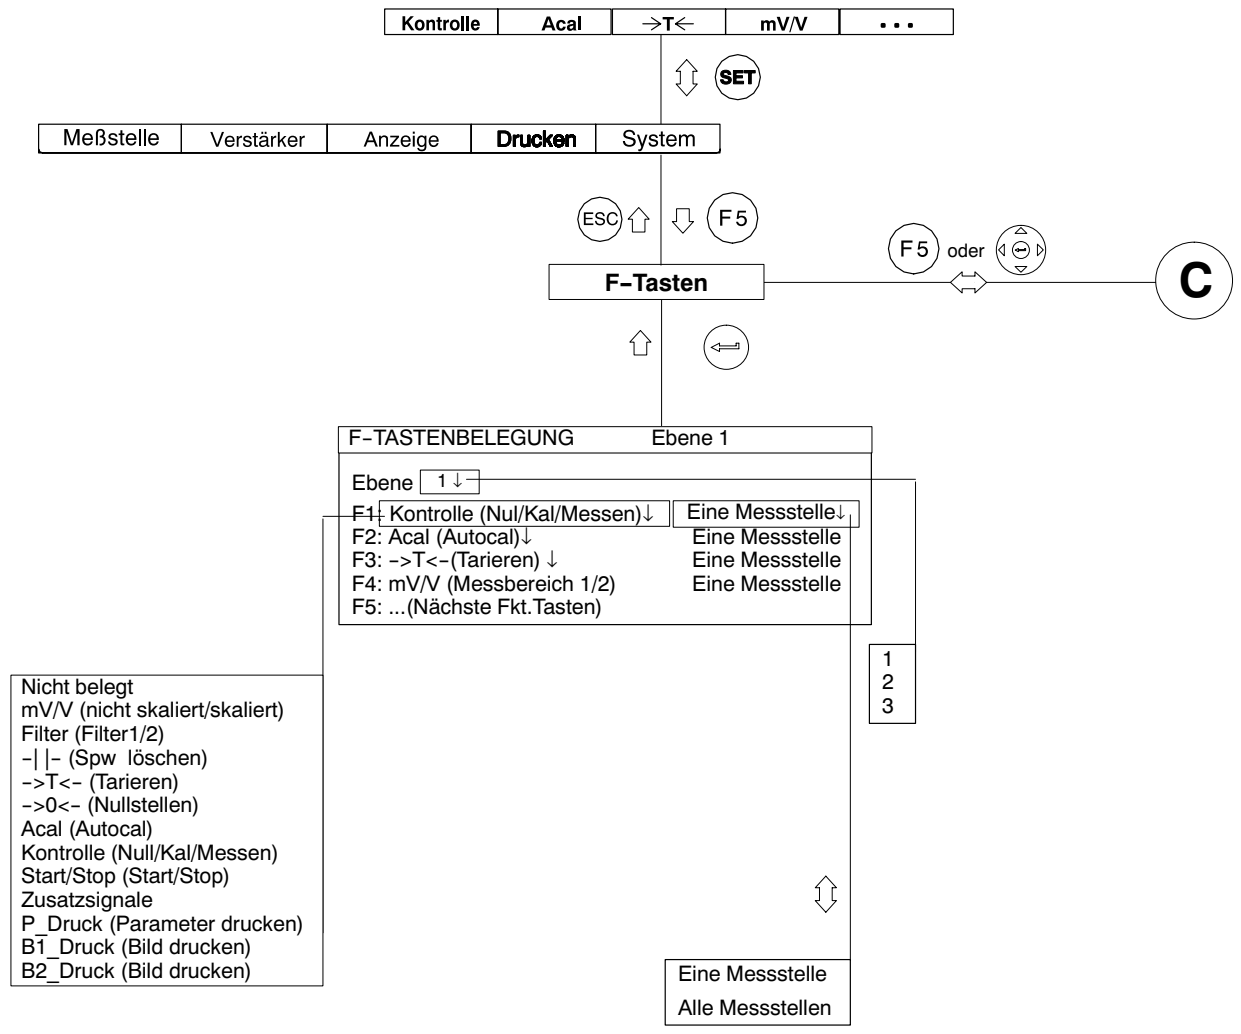 Kontrolle Acal →T← mV/V ...
SET
Meßstelle Verstärker Anzeige Drucken System
ESC F5
F5 oder
F-Tasten
C
F-TASTENBELEGUNG Ebene 1
Ebene 1↓
F1: Kontrolle (Nul/Kal/Messen)↓ Eine Messstelle↓
F2: Acal (Autocal)↓ Eine Messstelle
F3: ->T<-(Tarieren) ↓ Eine Messstelle
F4: mV/V (Messbereich 1/2) Eine Messstelle
F5: ...(Nächste Fkt.Tasten)
1
2
3
Nicht belegt
mV/V (nicht skaliert/skaliert)
Filter (Filter1/2)
-| |- (Spw löschen)
->T<- (Tarieren)
->0<- (Nullstellen)
Acal (Autocal)
Kontrolle (Null/Kal/Messen)
Start/Stop (Start/Stop)
Zusatzsignale
P_Druck (Parameter drucken)
B1_Druck (Bild drucken)
B2_Druck (Bild drucken)
Eine Messstelle
Alle Messstellen